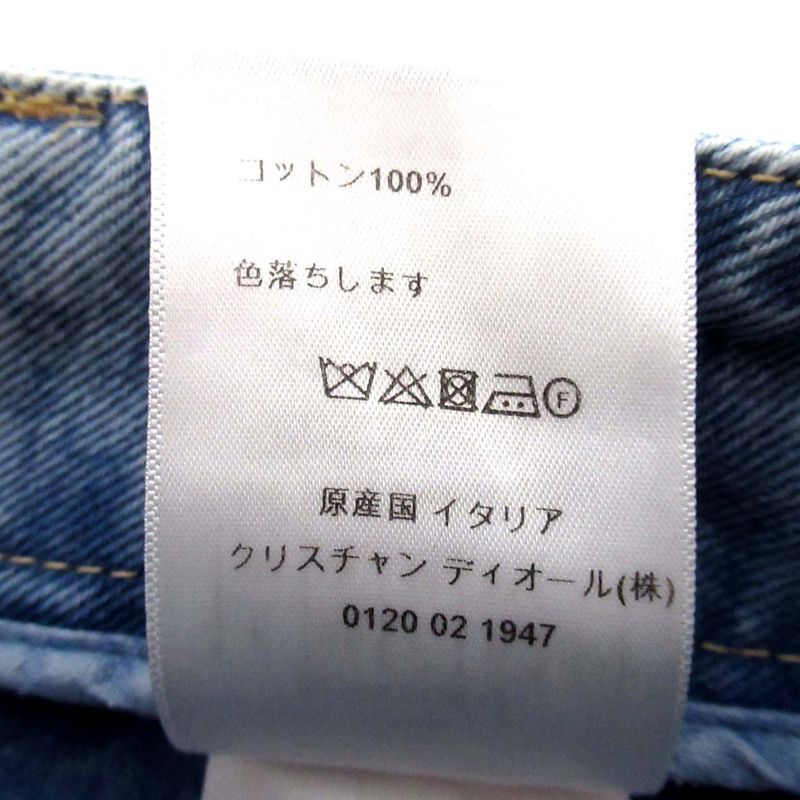 コットン100%
色落ちします
F
原産国 イタリア
クリスチャン ディオール(株)
0120 02 1947